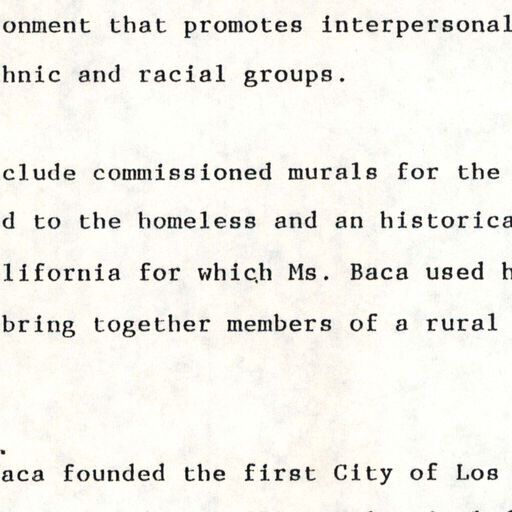 onment that promotes interpersonal
hnic and racial groups.
clude commissioned murals for the
d to the homeless and an historica
lifornia for which Ms. Baca used h
bring together members of a rural
aca founded the first City of Los